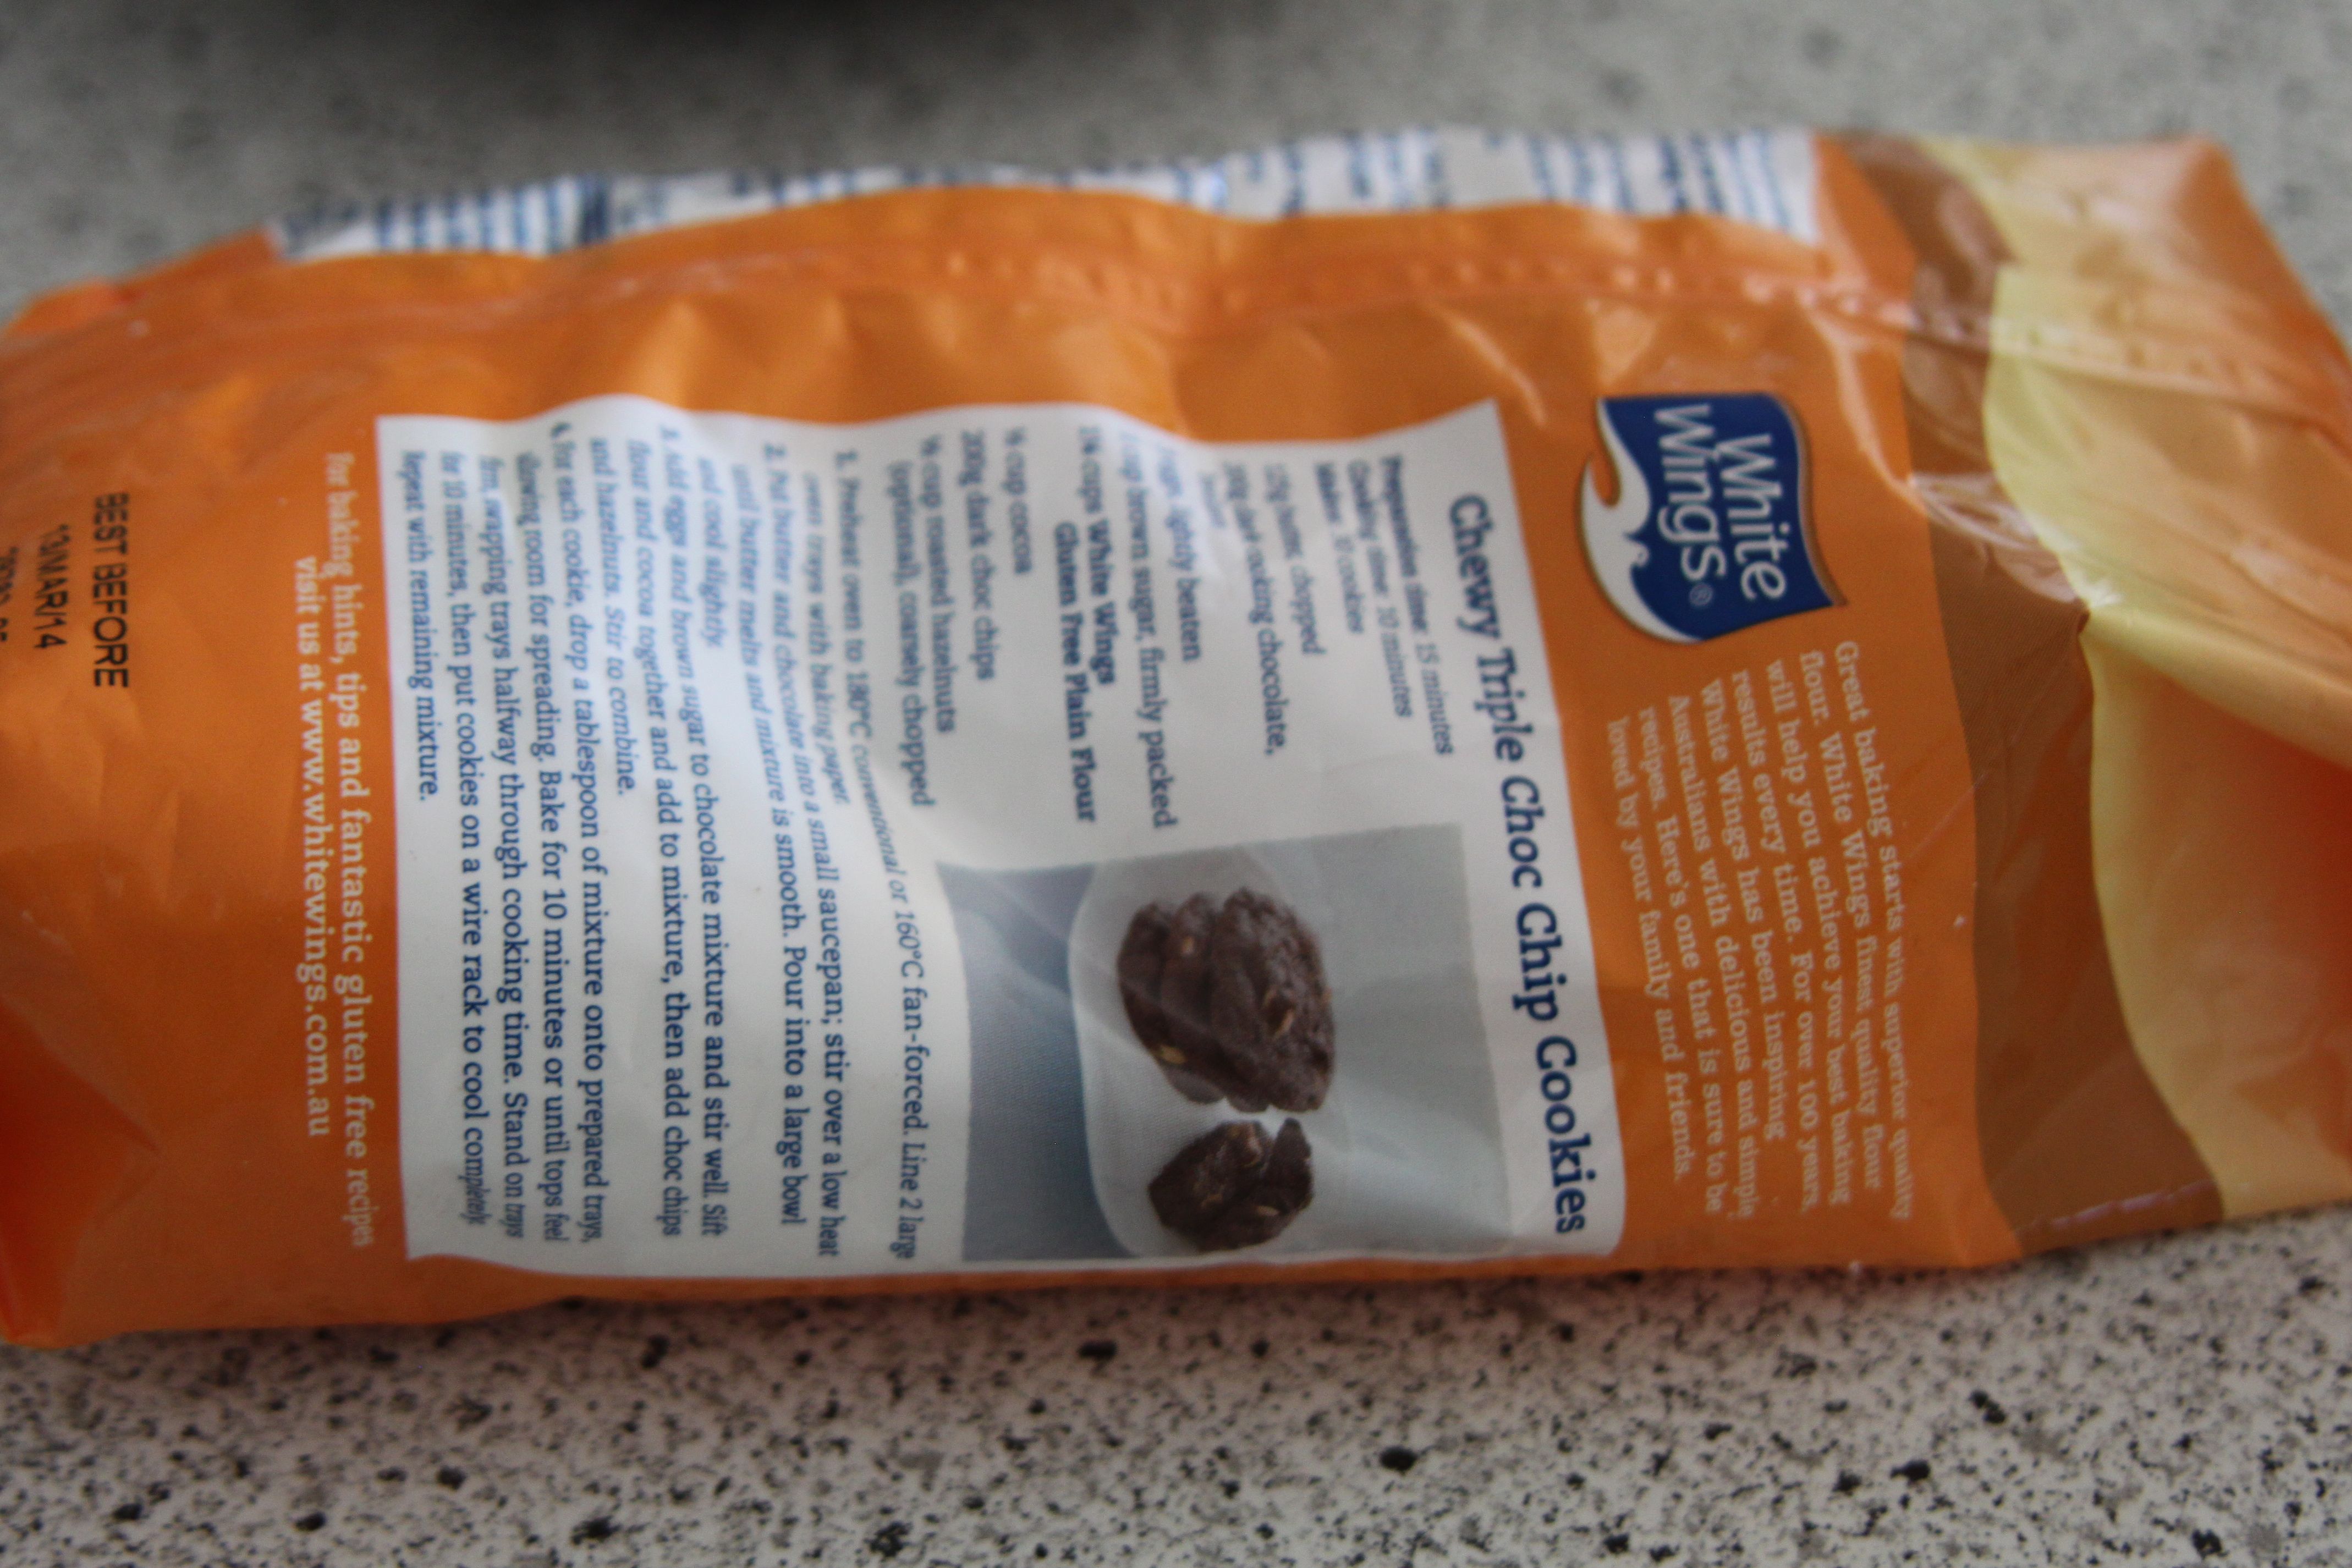 White
Wings®
Great baking starts with superior quality
flour. White Wings finest quality flour
will help you achieve your best baking
results every time. For over 100 years,
White Wings has been inspiring
Australians with delicious and simple
recipes. Here's one that is sure to be
loved by your family and friends.
Chewy Triple Choc Chip Cookies
Preparation time: 15 minutes
Cooking time: 10 minutes
Makes: cookies
butter, chopped
dark cooking chocolate,
eggs, lightly beaten
1 cup brown sugar, firmly packed
cups White Wings
Gluten Free Plain Flour
cup cocoa
200g dark choc chips
cup roasted hazelnuts
(optional), coarsely chopped
1. Preheat oven to 180°C conventional or 160°C fan-forced. Line 2 large
oven trays with baking paper.
2. Put butter and chocolate into a small saucepan; stir over a low heat
until butter melts and mixture is smooth. Pour into a large bowl
and cool slightly.
3. Add eggs and brown sugar to chocolate mixture and stir well. Sift
flour and cocoa together and add to mixture, then add choc chips
and hazelnuts. Stir to combine.
4. For each cookie, drop a tablespoon of mixture onto prepared trays,
allowing room for spreading. Bake for 10 minutes or until tops feel
firm, swapping trays halfway through cooking time. Stand on trays
for 10 minutes, then put cookies on a wire rack to cool completely.
Repeat with remaining mixture.
For baking hints, tips and fantastic gluten free recipes
visit us at www.whitewings.com.au
BEST BEFORE
13/MAR/14